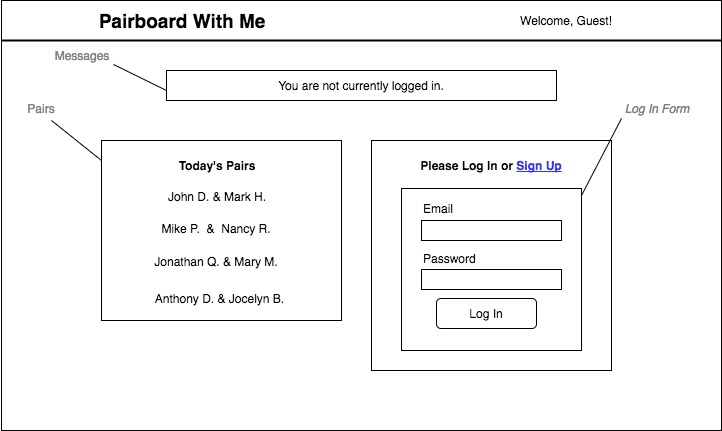 Pairboard With Me
Welcome, Guest!
Messages
You are not currently logged in.
Pairs
Log In Form
Today's Pairs
John D. & Mark H.
Mike P. & Nancy R.
Jonathan Q. & Mary M.
Anthony D. & Jocelyn B.
Please Log In or Sign Up
Email
Password
Log In